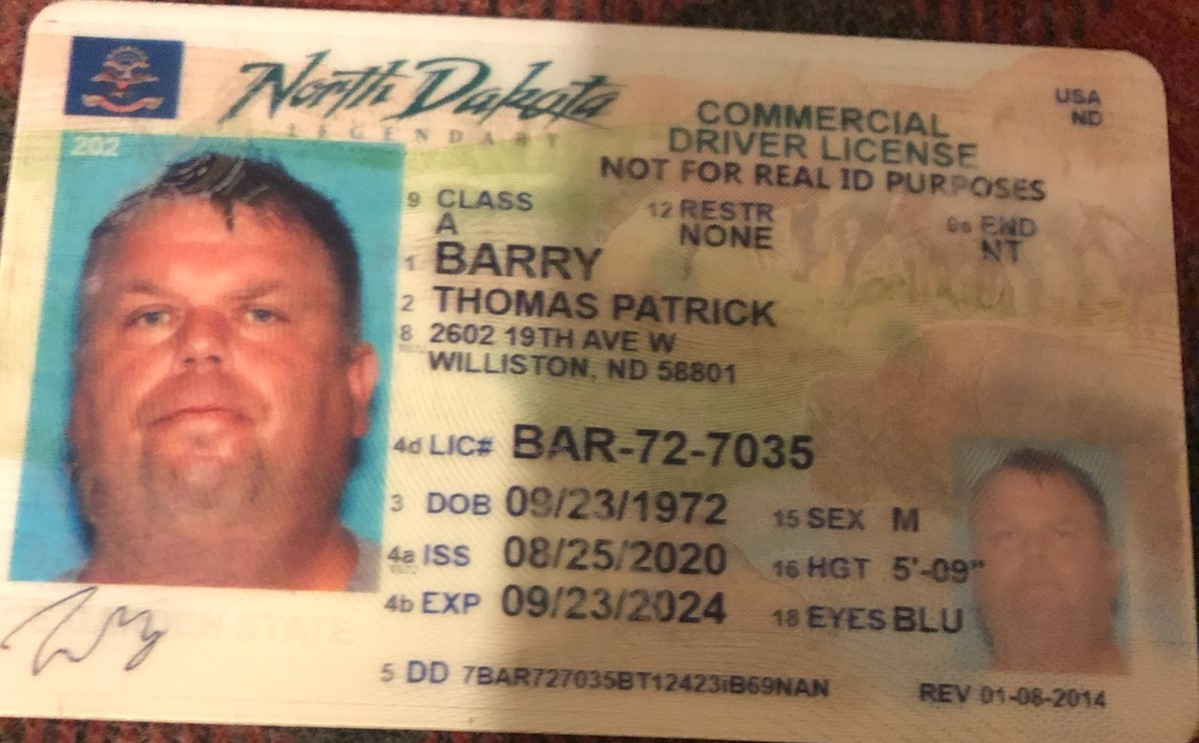 North Dakota
LEGENDARY
COMMERCIAL
DRIVER LICENSE
NOT FOR REAL ID PURPOSES
USA
ND
202
9 CLASS
A
12 RESTR
NONE
9a END
NT
1 BARRY
2 THOMAS PATRICK
8 2602 19TH AVE W
WILLISTON, ND 58801
4d LIC# BAR-72-7035
3 DOB 09/23/1972
15 SEX M
4a ISS 08/25/2020
16 HGT 5'-09"
4b EXP 09/23/2024
18 EYES BLU
5 DD 7BAR727035BT12423iB69NAN
REV 01-08-2014